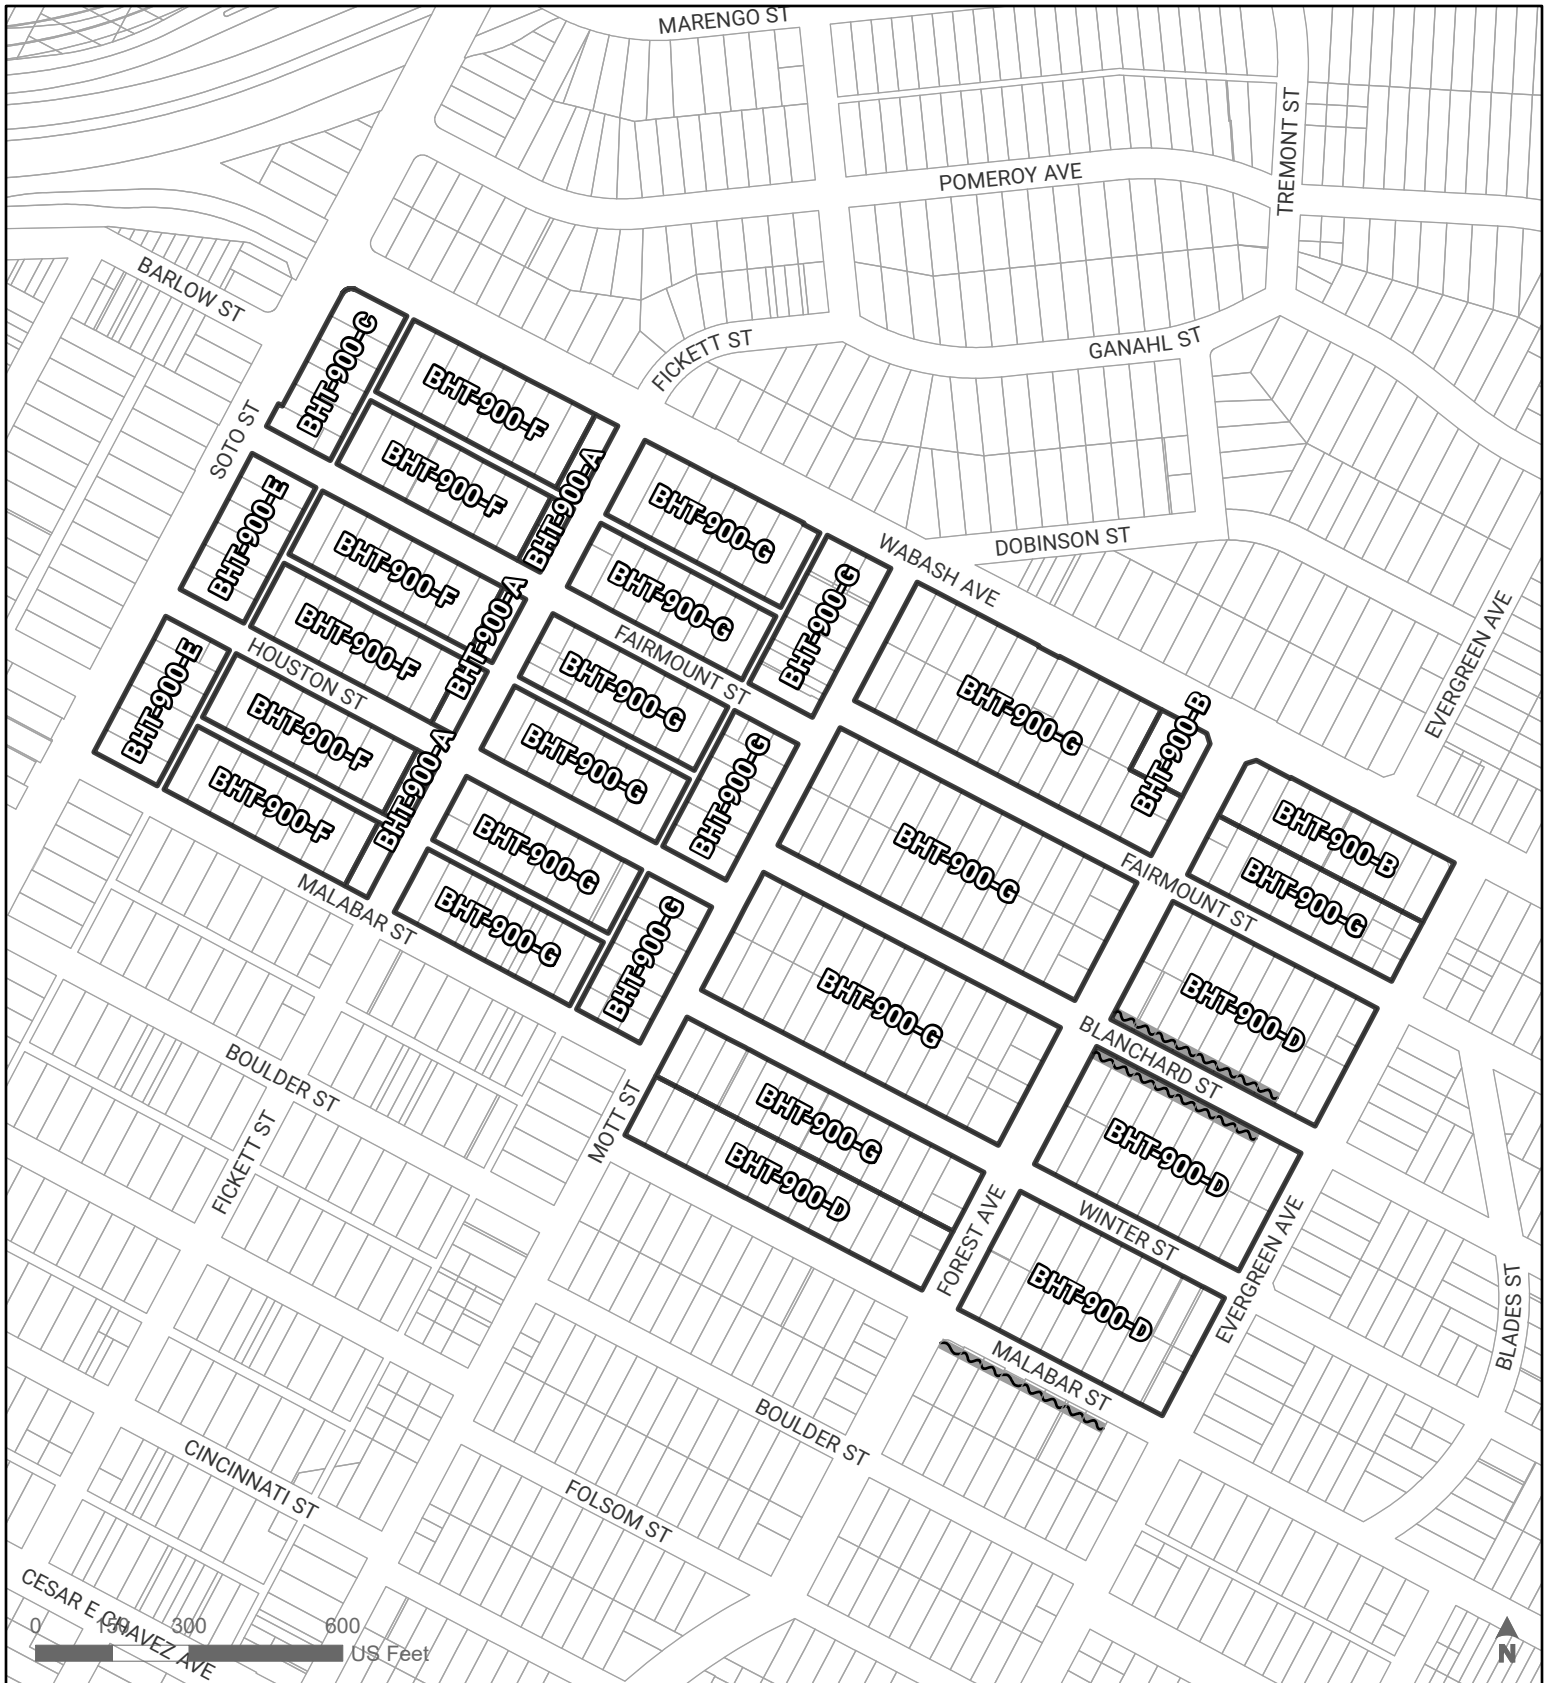 MARENGO ST
TREMONT ST
POMEROY AVE
BARLOW ST
FICKETT ST
GANAHL ST
BHT-900-C
BHT-900-F
SOTO ST
BHT-900-F
BHT-900-A
BHT-900-G
WABASH AVE
DOBINSON ST
BHT-900-E
BHT-900-F
BHT-900-G
BHT-900-G
EVERGREEN AVE
BHT-900-F
BHT-900-A
FAIRMOUNT ST
BHT-900-E
HOUSTON ST
BHT-900-G
BHT-900-G
BHT-900-B
BHT-900-F
BHT-900-G
BHT-900-G
BHT-900-F
BHT-900-A
BHT-900-G
BHT-900-G
BHT-900-B
FAIRMOUNT ST
BHT-900-G
MALABAR ST
BHT-900-G
BHT-900-G
BHT-900-G
BHT-900-D
BLANCHARD ST
BOULDER ST
MOTT ST
BHT-900-G
BHT-900-D
FICKETT ST
BHT-900-D
WINTER ST
FOREST AVE
EVERGREEN AVE
BHT-900-D
BLADES ST
MALABAR ST
BOULDER ST
CINCINNATI ST
FOLSOM ST
CESAR E CHAVEZ AVE
0 150 300 600
US Feet
N